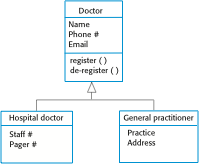 Doctor
Name
Phone #
Email
register ( )
de-register ( )
Hospital doctor
Staff #
Pager #
General practitioner
Practice
Address